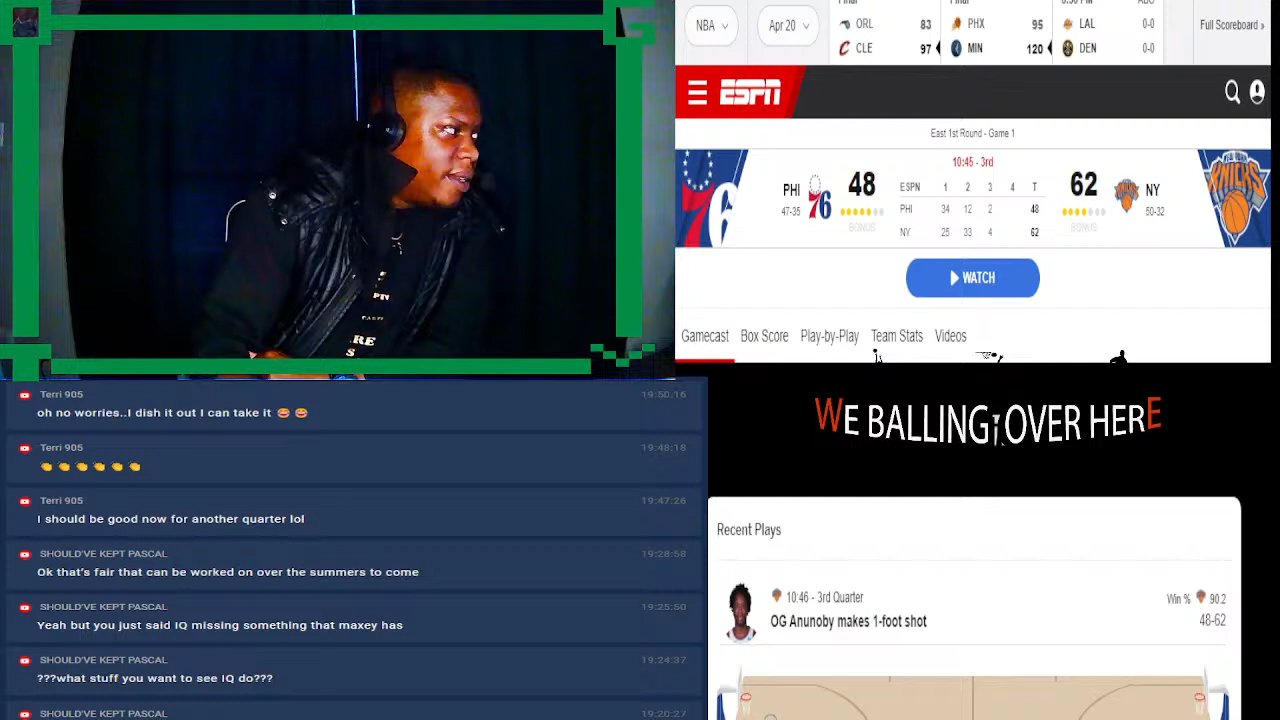 NBA
Apr 20
ORL 83
CLE 97
PHX 95
MIN 120
LAL 0-0
DEN 0-0
Full Scoreboard »
ESPN
East 1st Round - Game 1
10:45 - 3rd
PHI
47-35
76
48
BONUS
ESPN 1 2 3 4 T
PHI 34 12 2 48
NY 25 33 4 62
62
BONUS
NY
50-32
KNICKS
WATCH
Gamecast Box Score Play-by-Play Team Stats Videos
RE
S
Terri 905 19:50:16
oh no worries..I dish it out I can take it 🤩 🤩
Terri 905 19:48:18
👏 👏 👏 👏 👏 👏
Terri 905 19:47:26
I should be good now for another quarter lol
SHOULD'VE KEPT PASCAL 19:28:58
Ok that's fair that can be worked on over the summers to come
SHOULD'VE KEPT PASCAL 19:25:50
Yeah but you just said IQ missing something that maxey has
SHOULD'VE KEPT PASCAL 19:24:37
???what stuff you want to see IQ do???
SHOULD'VE KEPT PASCAL 19:20:27
WE BALLING OVER HERE
Recent Plays
10:46 - 3rd Quarter
OG Anunoby makes 1-foot shot
Win % 90.2
48-62